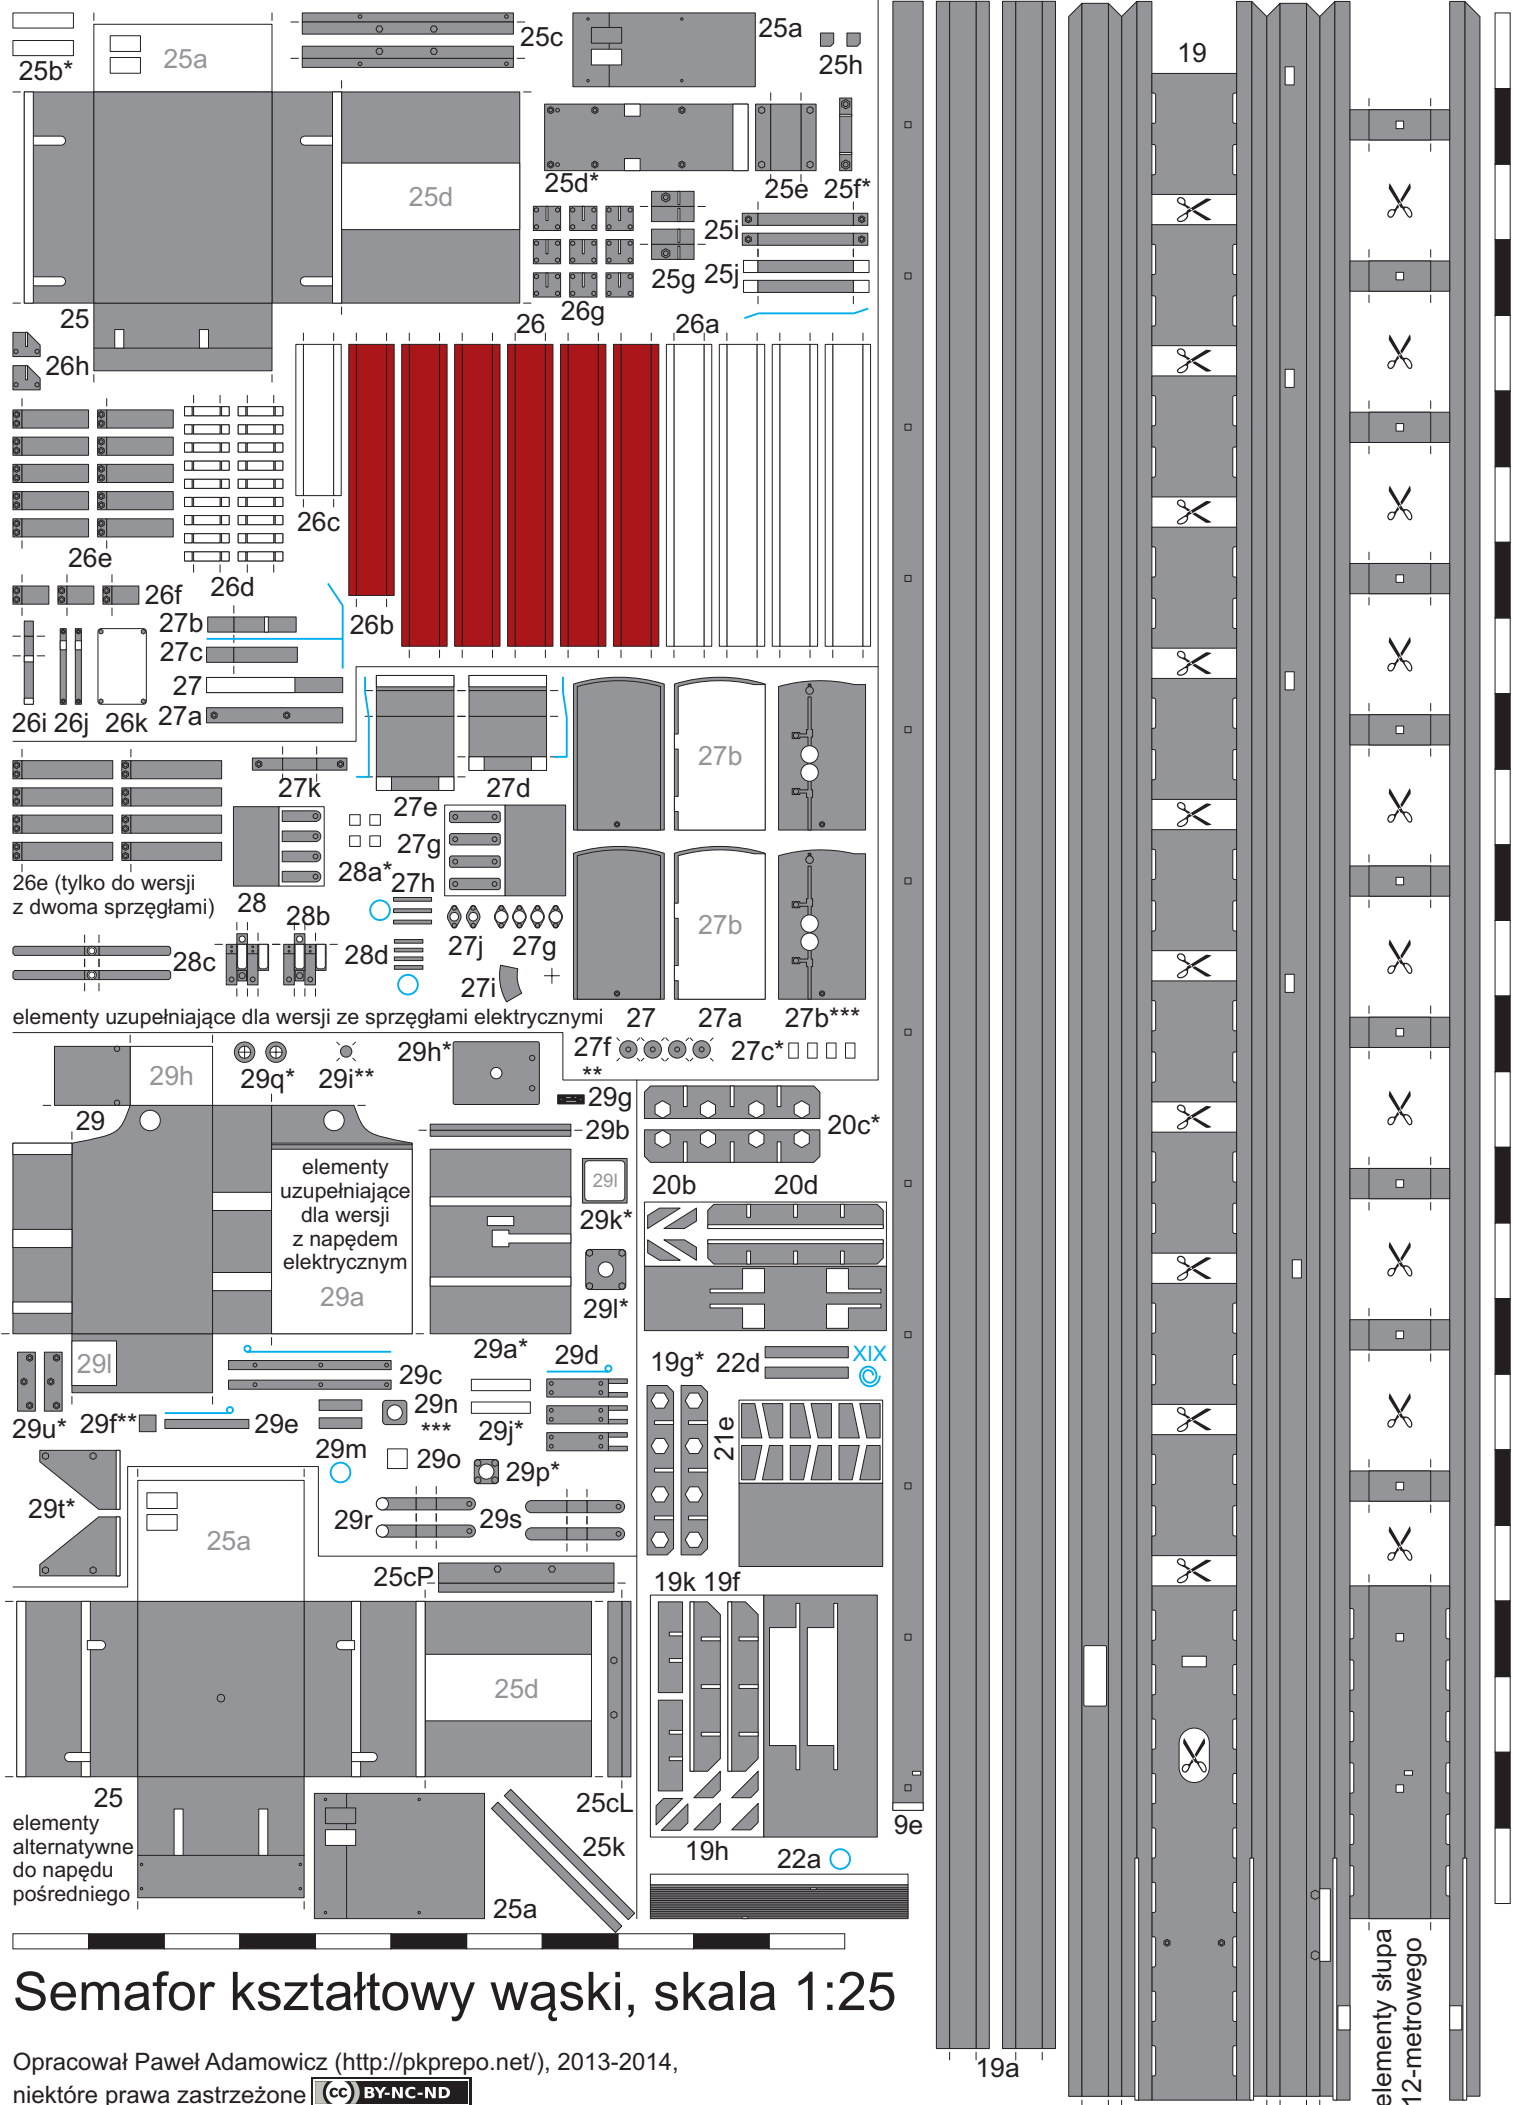 25b*
25a
25c
25a
25h
19
25d
25d*
25e
25f*
25i
25g
25j
26g
25
26h
26
26a
26c
26e
26d
26f
26b
27b
27c
27
27a
26i
26j
26k
27k
27e
27d
27b
28a*
27g
27h
26e (tylko do wersji
z dwoma sprzęgłami)
28
28b
27j
27g
27b
28c
28d
27i
elementy uzupełniające dla wersji ze sprzęgłami elektrycznymi
27
27a
27b***
29h
29q*
29i**
29h*
27f
**
27c*
29
29g
29b
20c*
elementy
uzupełniające
dla wersji
z napędem
elektrycznym
29a
29l
29k*
20b
20d
29l*
29l
29a*
29d
19g*
22d
XIX
29c
29u*
29f**
29e
29n
***
29j*
21e
29m
29o
29p*
29t*
25a
29r
29s
25cP
19k
19f
25d
25
25cL
elementy
alternatywne
do napędu
pośredniego
25k
25a
19h
22a
9e
19a
elementy słupa
12-metrowego
Semafor kształtowy wąski, skala 1:25
Opracował Paweł Adamowicz (http://pkprepo.net/), 2013-2014,
niektóre prawa zastrzeżone
cc BY-NC-ND